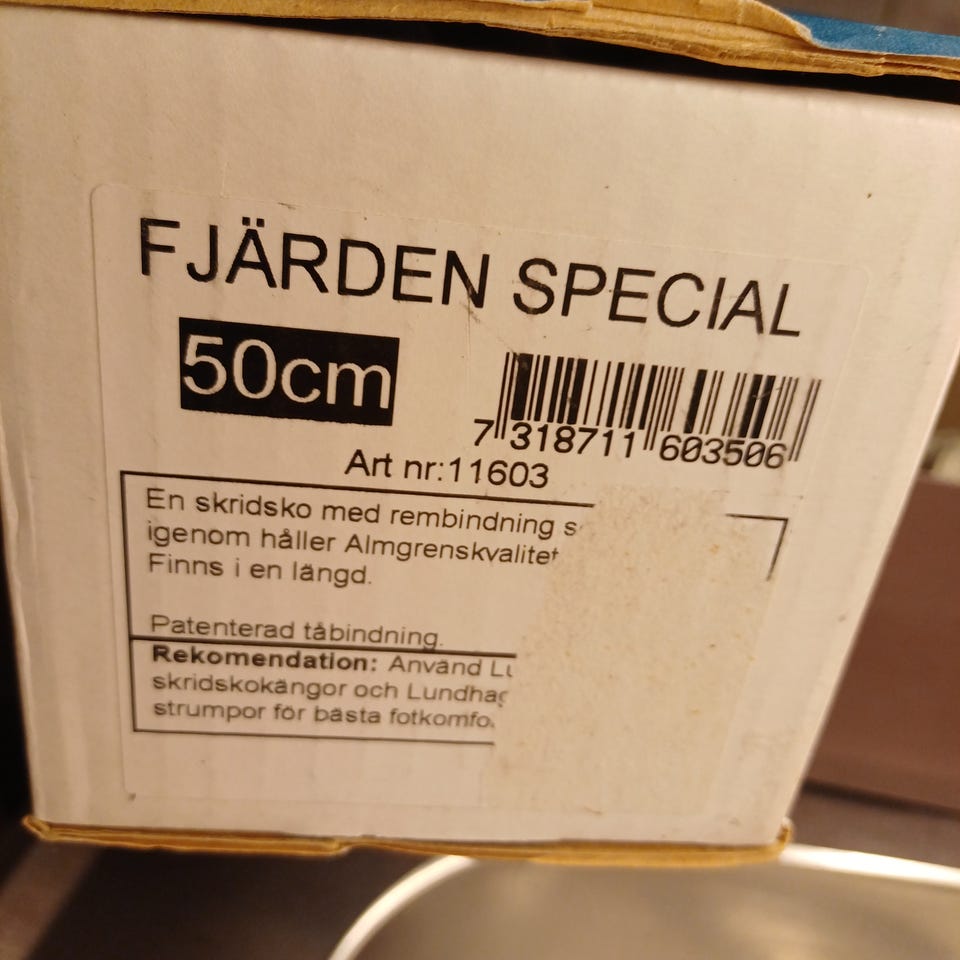 FJÄRDEN SPECIAL
50cm
7 318711 603506
Art nr:11603
En skridsko med rembindning
igenom håller Almgrenskvalitet
Finns i en längd.
Patenterad tåbindning.
Rekomendation: Använd
skridskokängor och
strumpor för bästa